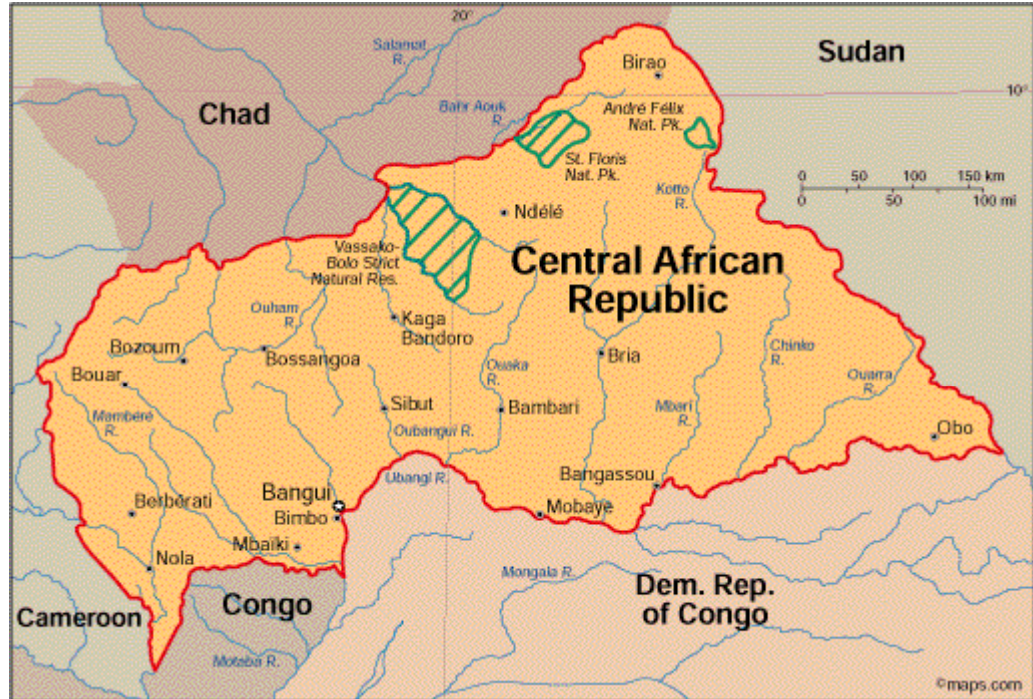 20°
Salamat
R.
Sudan
Birao
10°
Chad
Bahr Aouk
R.
André Félix
Nat. Pk.
St. Floris
Nat. Pk.
Kotto
R.
0 50 100 150 km
0 50 100 mi
Ndélé
Vassako-
Bolo Strict
Natural Res.
Central African
Republic
Ouham
R.
Kaga
Bandoro
Bozoum
Bossangoa
Bria
Chinko
R.
Bouar
Ouaka
R.
Ouarra
R.
Mambéré
R.
Sibut
Bambari
Mbari
R.
Obo
Oubangui R.
Ubangi R.
Bangassou
Berbérati
Bangui
Bimbo
Mobaye
Mbaïki
Nola
Mongala R.
Dem. Rep.
of Congo
Cameroon
Congo
Motaba R.
©maps.com